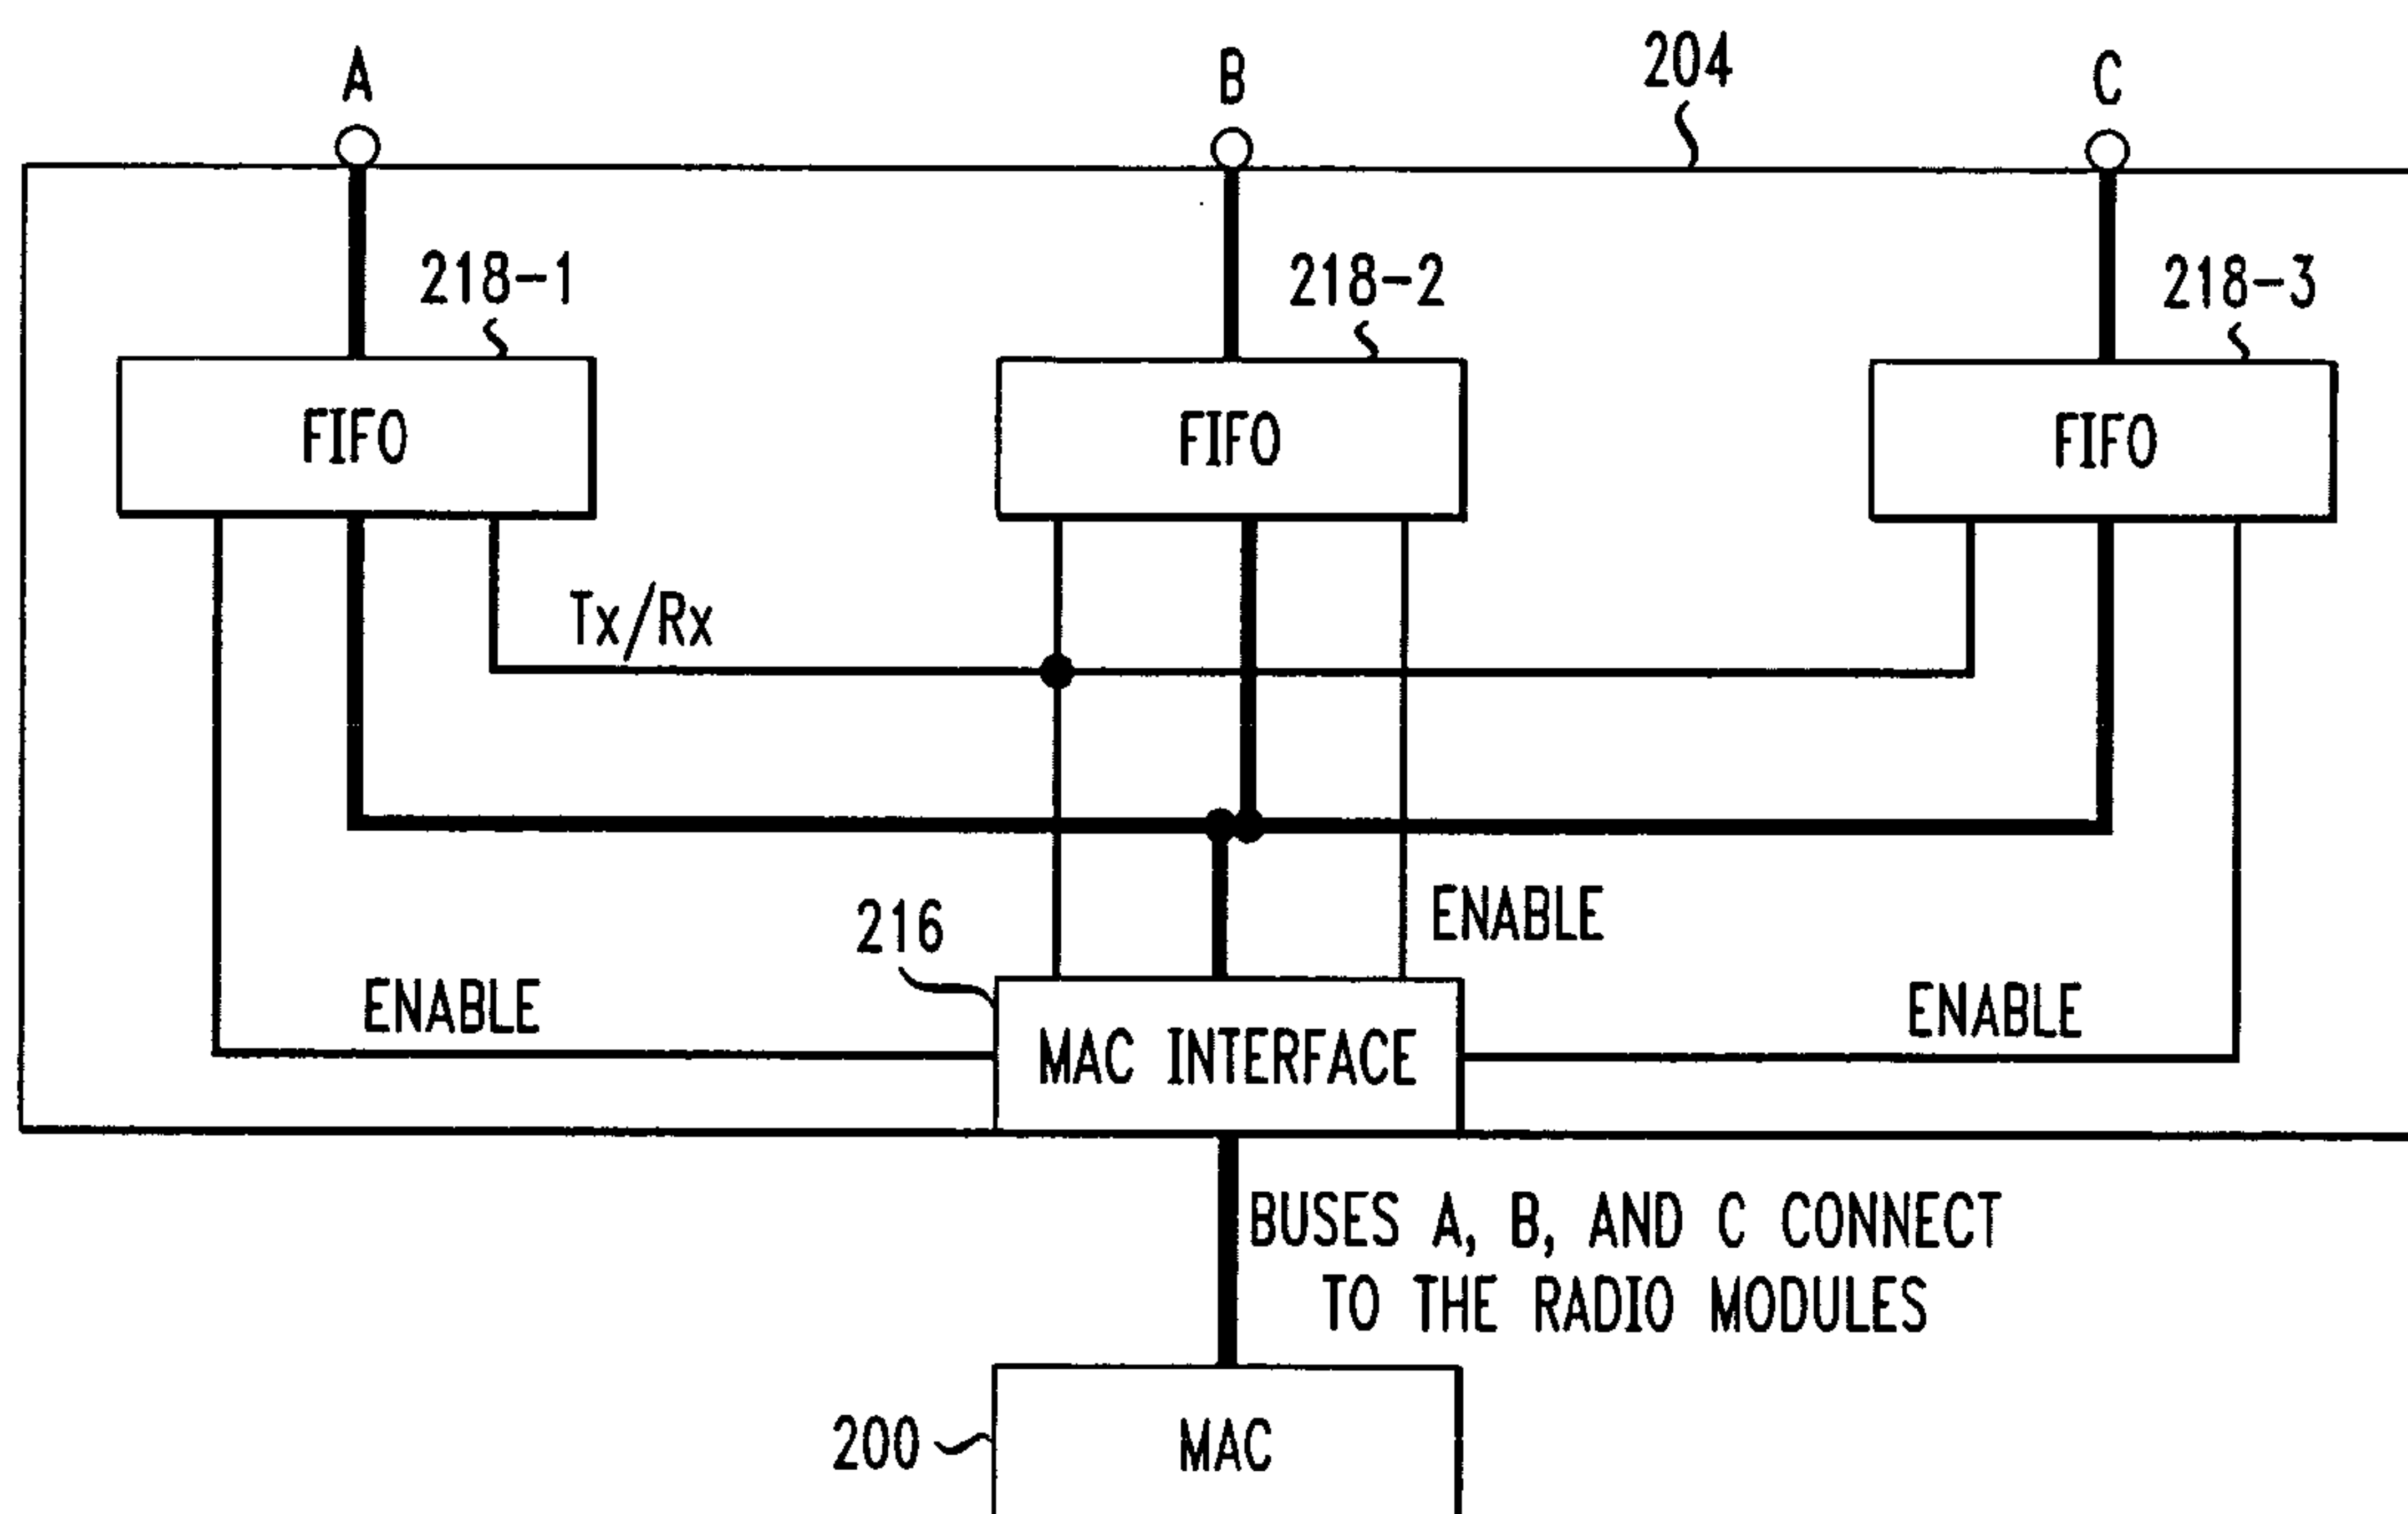 A
B
204
C
218-1
218-2
218-3
FIFO
FIFO
FIFO
Tx/Rx
216
ENABLE
ENABLE
MAC INTERFACE
ENABLE
BUSES A, B, AND C CONNECT
TO THE RADIO MODULES
200
MAC